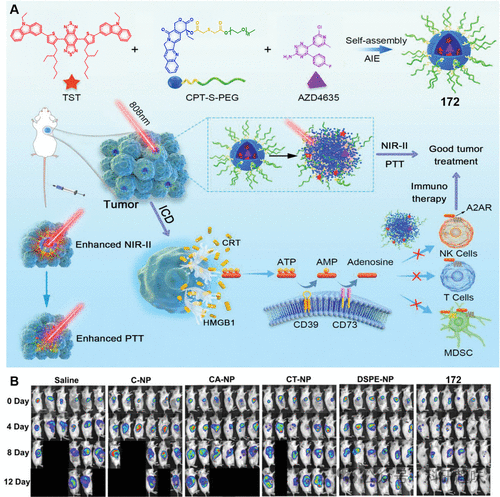 A
TST
+
CPT-S-PEG
+
AZD4635
Self-assembly
AIE
172
808nm
Tumor
ICD
NIR-II
PTT
Good tumor
treatment
Immuno
therapy
A2AR
NK Cells
T Cells
MDSC
Enhanced NIR-II
Enhanced PTT
CRT
HMGB1
ATP
AMP
Adenosine
CD39
CD73
B
Saline
C-NP
CA-NP
CT-NP
DSPE-NP
172
0 Day
4 Day
8 Day
12 Day